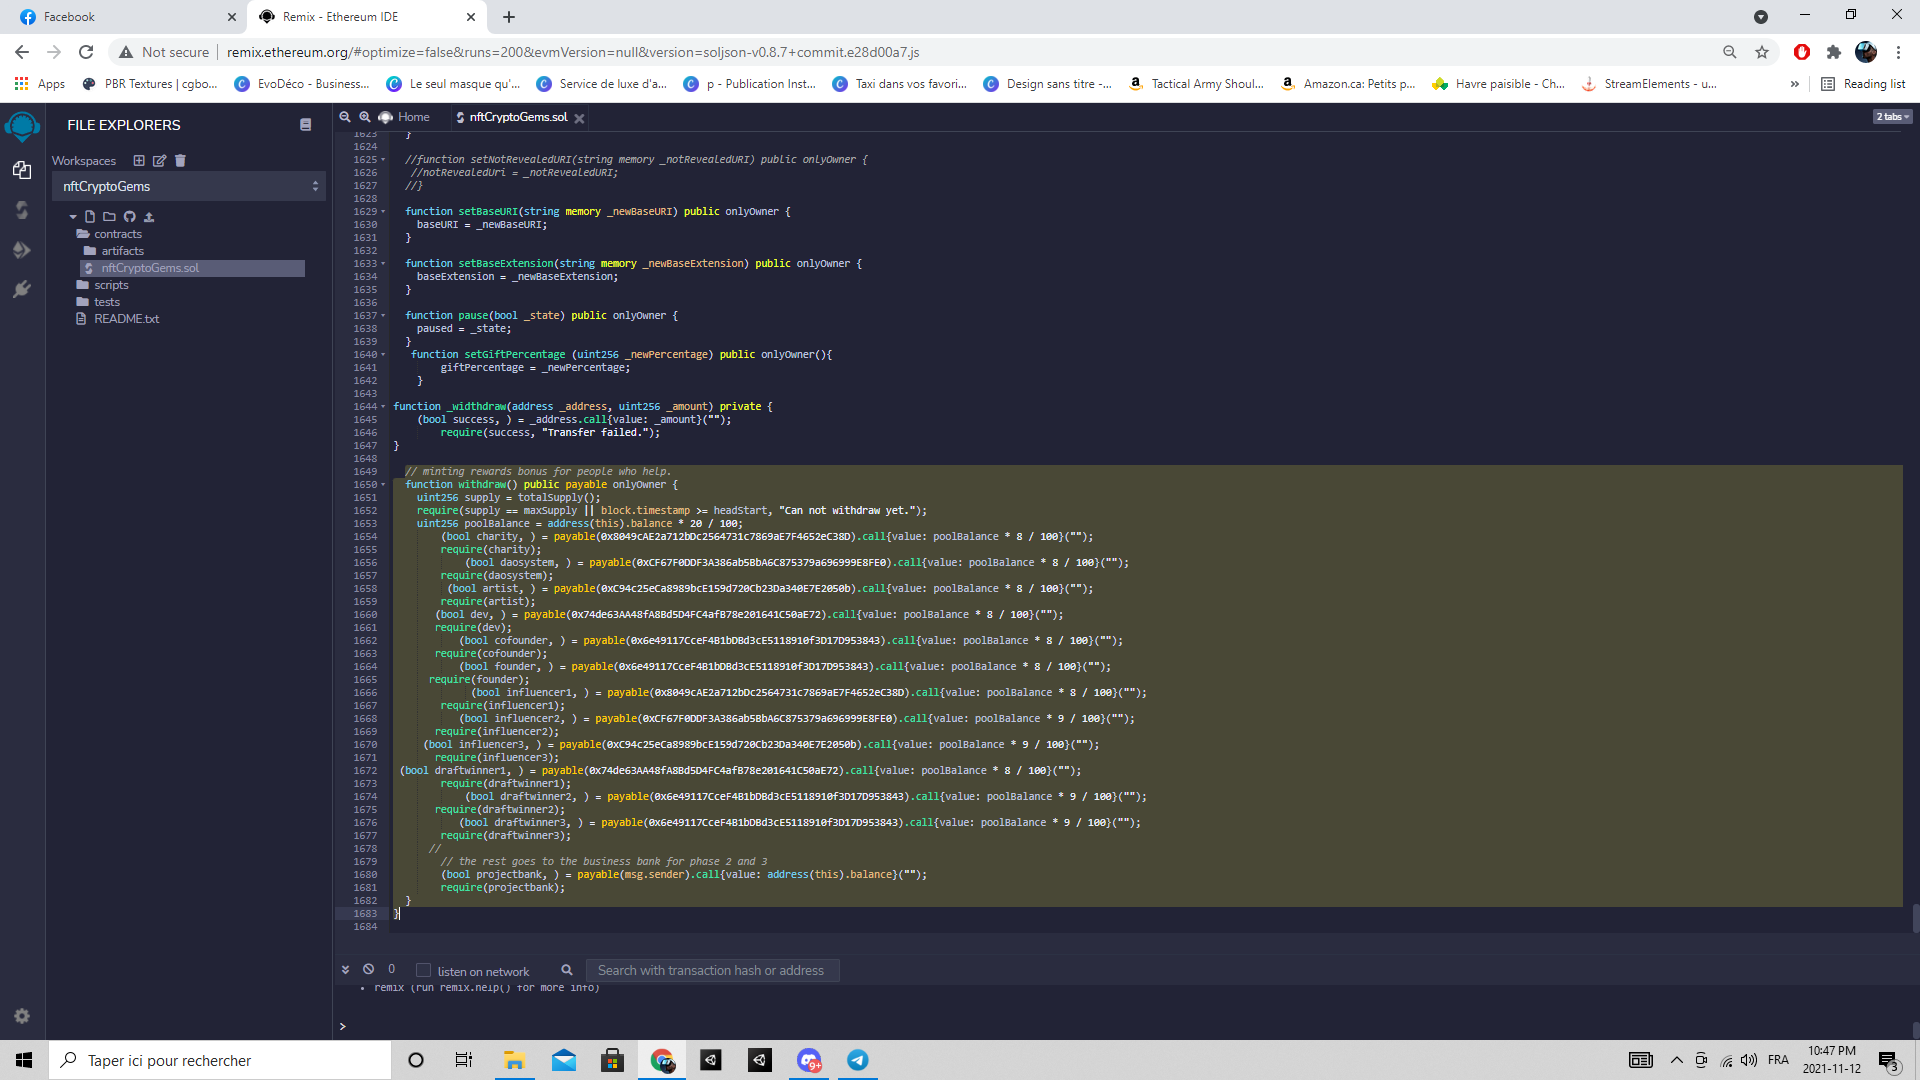 Facebook
Remix - Ethereum IDE
Not secure
remix.ethereum.org/#optimize=false&runs=200&evmVersion=null&version=soljson-v0.8.7+commit.e28d00a7.js
Apps
PBR Textures | cgbo...
EvoDéco - Business...
Le seul masque qu'...
Service de luxe d'a...
p - Publication Inst...
Taxi dans vos favori...
Design sans titre -...
Tactical Army Shoul...
Amazon.ca: Petits p...
Havre paisible - Ch...
StreamElements - u...
»
Reading list
FILE EXPLORERS
Workspaces
nftCryptoGems
contracts
artifacts
nftCryptoGems.sol
scripts
tests
README.txt
Home
nftCryptoGems.sol
2 tabs
1623 }
1624
1625 //function setNotRevealedURI(string memory _notRevealedURI) public onlyOwner {
1626 //notRevealedUri = _notRevealedURI;
1627 //}
1628
1629 function setBaseURI(string memory _newBaseURI) public onlyOwner {
1630 baseURI = _newBaseURI;
1631 }
1632
1633 function setBaseExtension(string memory _newBaseExtension) public onlyOwner {
1634 baseExtension = _newBaseExtension;
1635 }
1636
1637 function pause(bool _state) public onlyOwner {
1638 paused = _state;
1639 }
1640 function setGiftPercentage (uint256 _newPercentage) public onlyOwner(){
1641 giftPercentage = _newPercentage;
1642 }
1643
1644 function _widthdraw(address _address, uint256 _amount) private {
1645 (bool success, ) = _address.call{value: _amount}("");
1646 require(success, "Transfer failed.");
1647 }
1648
1649 // minting rewards bonus for people who help.
1650 function withdraw() public payable onlyOwner {
1651 uint256 supply = totalSupply();
1652 require(supply == maxSupply || block.timestamp >= headStart, "Can not withdraw yet.");
1653 uint256 poolBalance = address(this).balance * 20 / 100;
1654 (bool charity, ) = payable(0x8049cAE2a712bDc2564731c7869aE7F4652eC38D).call{value: poolBalance * 8 / 100}("");
1655 require(charity);
1656 (bool daosystem, ) = payable(0xCF67F0DDF3A386ab5BbA6C875379a696999E8FE0).call{value: poolBalance * 8 / 100}("");
1657 require(daosystem);
1658 (bool artist, ) = payable(0xC94c25eCa8989bcE159d720Cb23Da340E7E2050b).call{value: poolBalance * 8 / 100}("");
1659 require(artist);
1660 (bool dev, ) = payable(0x74de63AA48fA8Bd5D4FC4afB78e201641C50aE72).call{value: poolBalance * 8 / 100}("");
1661 require(dev);
1662 (bool cofounder, ) = payable(0x6e49117CceF4B1bDBd3cE5118910f3D17D953843).call{value: poolBalance * 8 / 100}("");
1663 require(cofounder);
1664 (bool founder, ) = payable(0x6e49117CceF4B1bDBd3cE5118910f3D17D953843).call{value: poolBalance * 8 / 100}("");
1665 require(founder);
1666 (bool influencer1, ) = payable(0x8049cAE2a712bDc2564731c7869aE7F4652eC38D).call{value: poolBalance * 8 / 100}("");
1667 require(influencer1);
1668 (bool influencer2, ) = payable(0xCF67F0DDF3A386ab5BbA6C875379a696999E8FE0).call{value: poolBalance * 9 / 100}("");
1669 require(influencer2);
1670 (bool influencer3, ) = payable(0xC94c25eCa8989bcE159d720Cb23Da340E7E2050b).call{value: poolBalance * 9 / 100}("");
1671 require(influencer3);
1672 (bool draftwinner1, ) = payable(0x74de63AA48fA8Bd5D4FC4afB78e201641C50aE72).call{value: poolBalance * 8 / 100}("");
1673 require(draftwinner1);
1674 (bool draftwinner2, ) = payable(0x6e49117CceF4B1bDBd3cE5118910f3D17D953843).call{value: poolBalance * 9 / 100}("");
1675 require(draftwinner2);
1676 (bool draftwinner3, ) = payable(0x6e49117CceF4B1bDBd3cE5118910f3D17D953843).call{value: poolBalance * 9 / 100}("");
1677 require(draftwinner3);
1678 //
1679 // the rest goes to the business bank for phase 2 and 3
1680 (bool projectbank, ) = payable(msg.sender).call{value: address(this).balance}("");
1681 require(projectbank);
1682 }
1683 }
1684
0
listen on network
Search with transaction hash or address
• remix (run remix.help() for more info)
>
Taper ici pour rechercher
9+
FRA
10:47 PM
2021-11-12
3